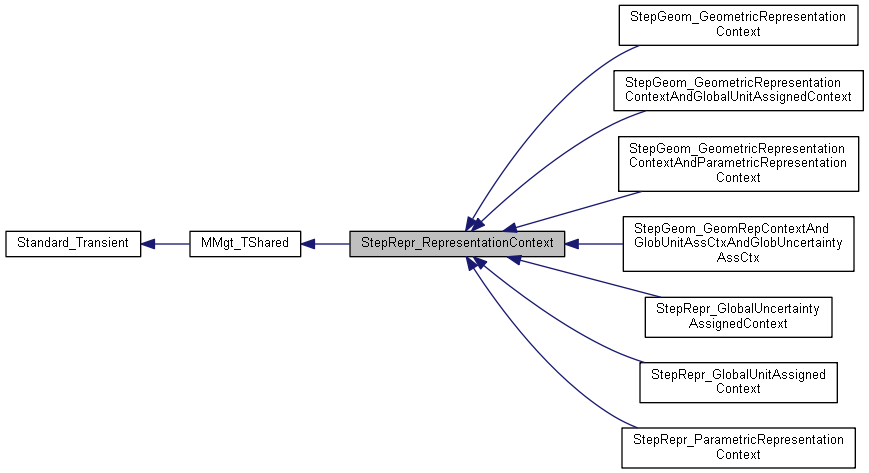 StepGeom_GeometricRepresentation
Context
StepGeom_GeometricRepresentation
ContextAndGlobalUnitAssignedContext
StepGeom_GeometricRepresentation
ContextAndParametricRepresentation
Context
Standard_Transient
MMgt_TShared
StepRepr_RepresentationContext
StepGeom_GeomRepContextAnd
GlobUnitAssCtxAndGlobUncertainty
AssCtx
StepRepr_GlobalUncertainty
AssignedContext
StepRepr_GlobalUnitAssigned
Context
StepRepr_ParametricRepresentation
Context